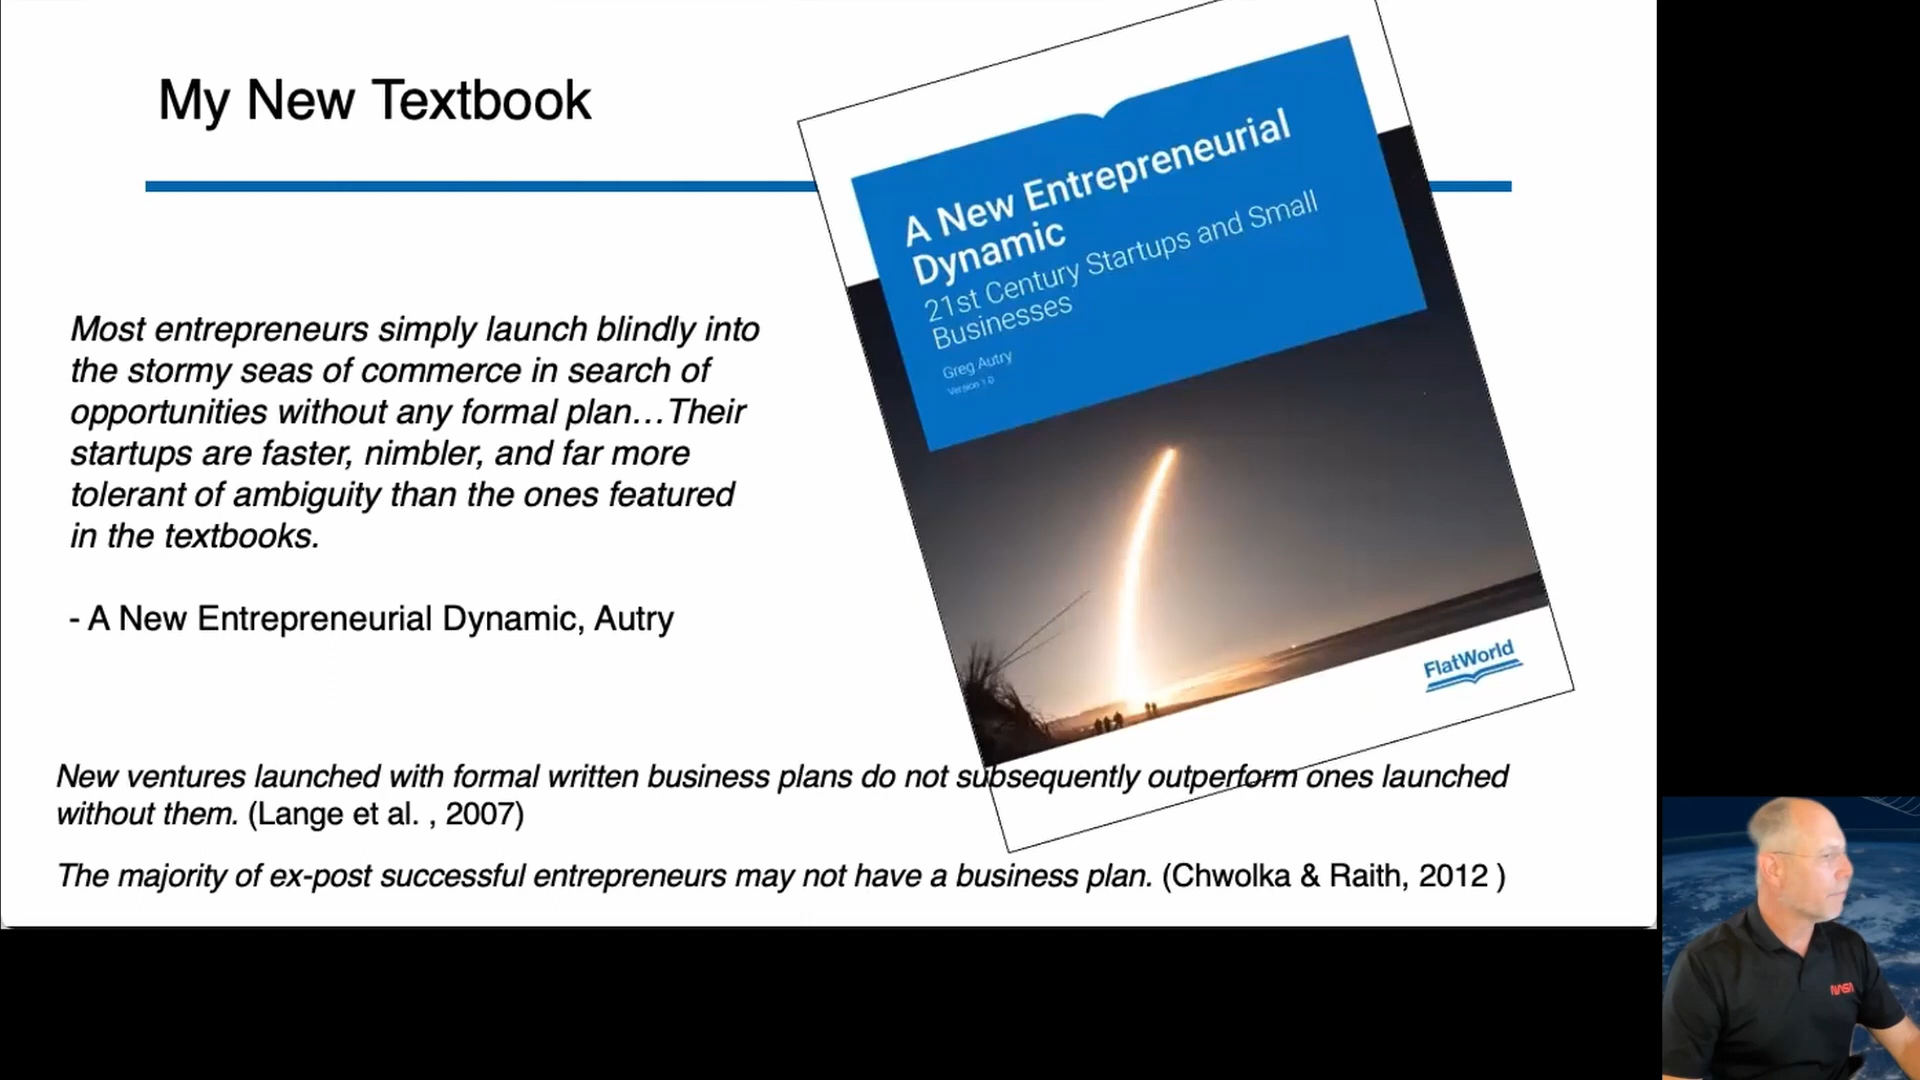 My New Textbook
A New Entrepreneurial
Dynamic
21st Century Startups and Small
Businesses
Greg Autry
Version 1.0
FlatWorld
Most entrepreneurs simply launch blindly into
the stormy seas of commerce in search of
opportunities without any formal plan…Their
startups are faster, nimbler, and far more
tolerant of ambiguity than the ones featured
in the textbooks.
- A New Entrepreneurial Dynamic, Autry
New ventures launched with formal written business plans do not subsequently outperform ones launched
without them. (Lange et al. , 2007)
The majority of ex-post successful entrepreneurs may not have a business plan. (Chwolka & Raith, 2012 )
NASA